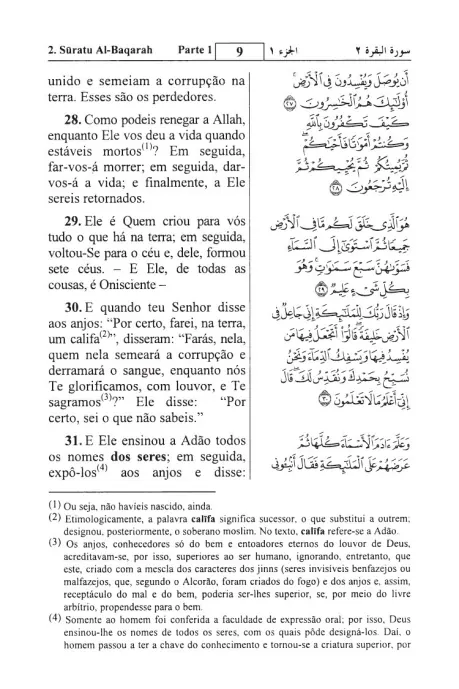 2. Sūratu Al-Baqarah Parte 1 9 الجزء ١ سورة البقرة ٢
unido e semeiam a corrupção na
terra. Esses são os perdedores.
28. Como podeis renegar a Allah,
enquanto Ele vos deu a vida quando
estáveis mortos(1)? Em seguida,
far-vos-á morrer; em seguida, dar-
vos-á a vida; e finalmente, a Ele
sereis retornados.
29. Ele é Quem criou para vós
tudo o que há na terra; em seguida,
voltou-Se para o céu e, dele, formou
sete céus. – E Ele, de todas as
cousas, é Onisciente –
30. E quando teu Senhor disse
aos anjos: “Por certo, farei, na terra,
um califa(2)”, disseram: “Farás, nela,
quem nela semeará a corrupção e
derramará o sangue, enquanto nós
Te glorificamos, com louvor, e Te
sagramos(3)?” Ele disse: “Por
certo, sei o que não sabeis.”
31. E Ele ensinou a Adão todos
os nomes dos seres; em seguida,
expô-los(4) aos anjos e disse:
أَن يُوصَلَ وَيُفْسِدُونَ فِى ٱلْأَرْضِ
أُوْلَٰٓئِكَ هُمُ ٱلْخَٰسِرُونَ ٢٧
كَيْفَ تَكْفُرُونَ بِٱللَّهِ
وَكُنتُمْ أَمْوَٰتًا فَأَحْيَٰكُمْ
ثُمَّ يُمِيتُكُمْ ثُمَّ يُحْيِيكُمْ ثُمَّ
إِلَيْهِ تُرْجَعُونَ ٢٨
هُوَ ٱلَّذِى خَلَقَ لَكُم مَّا فِى ٱلْأَرْضِ
جَمِيعًا ثُمَّ ٱسْتَوَىٰٓ إِلَى ٱلسَّمَآءِ
فَسَوَّىٰهُنَّ سَبْعَ سَمَٰوَٰتٍ وَهُوَ
بِكُلِّ شَىْءٍ عَلِيمٌ ٢٩
وَإِذْ قَالَ رَبُّكَ لِلْمَلَٰٓئِكَةِ إِنِّى جَاعِلٌ فِى
ٱلْأَرْضِ خَلِيفَةً قَالُوٓاْ أَتَجْعَلُ فِيهَا مَن
يُفْسِدُ فِيهَا وَيَسْفِكُ ٱلدِّمَآءَ وَنَحْنُ
نُسَبِّحُ بِحَمْدِكَ وَنُقَدِّسُ لَكَ قَالَ
إِنِّىٓ أَعْلَمُ مَا لَا تَعْلَمُونَ ٣٠
وَعَلَّمَ ءَادَمَ ٱلْأَسْمَآءَ كُلَّهَا ثُمَّ
عَرَضَهُمْ عَلَى ٱلْمَلَٰٓئِكَةِ فَقَالَ أَنۢبِـُٔونِى
(1) Ou seja, não havíeis nascido, ainda.
(2) Etimologicamente, a palavra califa significa sucessor, o que substitui a outrem;
designou, posteriormente, o soberano moslim. No texto, califa refere-se a Adão.
(3) Os anjos, conhecedores só do bem e entoadores eternos do louvor de Deus,
acreditavam-se, por isso, superiores ao ser humano, ignorando, entretanto, que
este, criado com a mescla dos caracteres dos jinns (seres invisíveis benfazejos ou
malfazejos, que, segundo o Alcorão, foram criados do fogo) e dos anjos e, assim,
receptáculo do mal e do bem, poderia ser-lhes superior, se, por meio do livre
arbítrio, propendesse para o bem.
(4) Somente ao homem foi conferida a faculdade de expressão oral; por isso, Deus
ensinou-lhe os nomes de todos os seres, com os quais pôde designá-los. Daí, o
homem passou a ter a chave do conhecimento e tornou-se a criatura superior, por